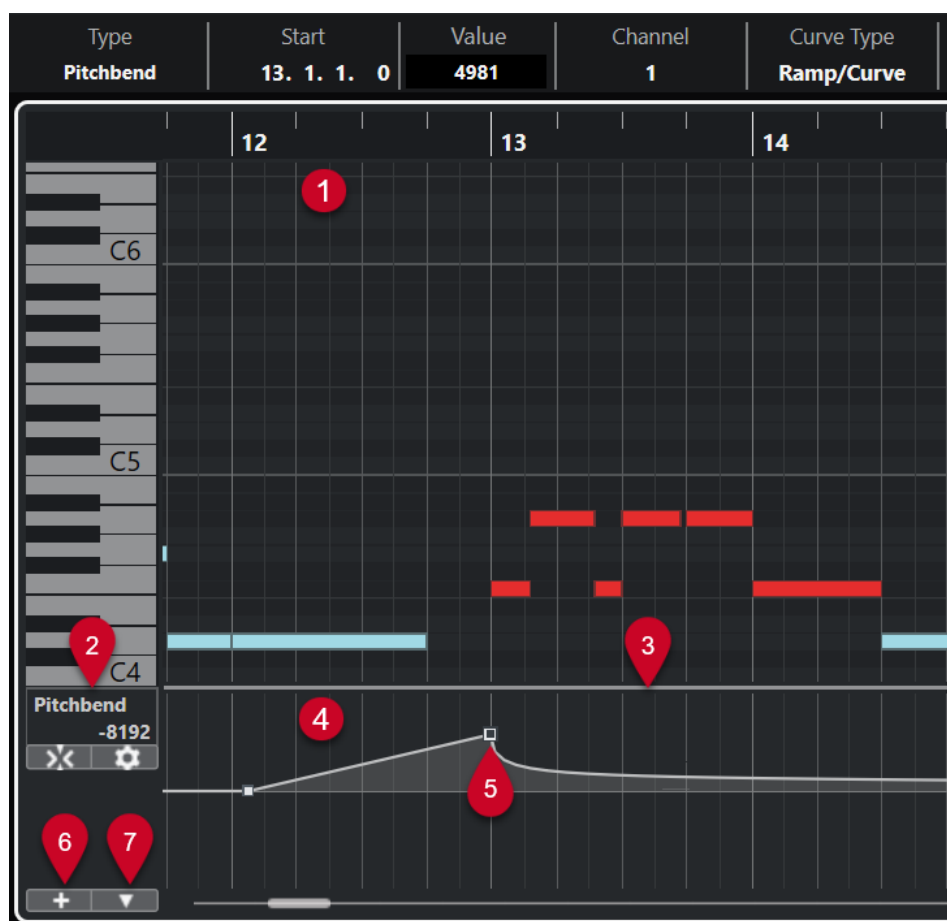 Type Start Value Channel Curve Type
Pitchbend 13. 1. 1. 0 4981 1 Ramp/Curve
12 13 14
1
C6
C5
2 3
C4
Pitchbend
-8192
4
5
6 7